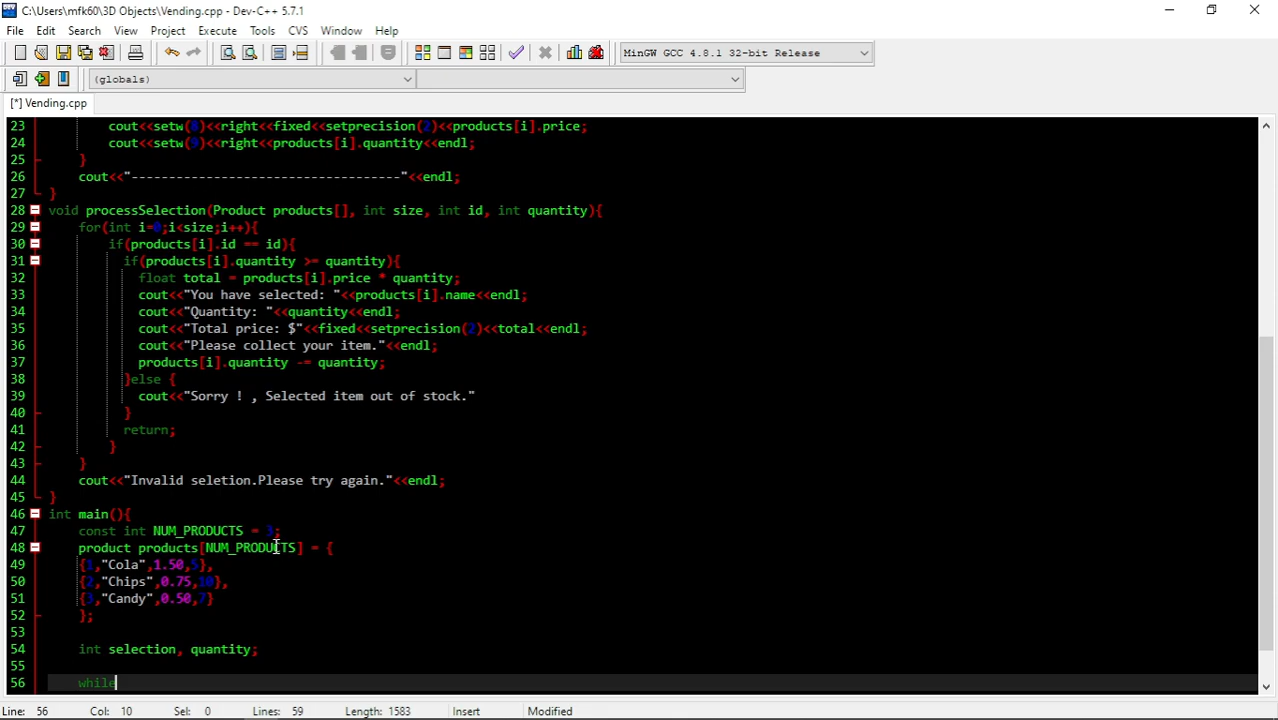 C:\Users\mfk60\3D Objects\Vending.cpp - Dev-C++ 5.7.1
File Edit Search View Project Execute Tools CVS Window Help
MinGW GCC 4.8.1 32-bit Release
(globals)
[*] Vending.cpp
23 cout<<setw(8)<<right<<fixed<<setprecision(2)<<products[i].price;
24 cout<<setw(9)<<right<<products[i].quantity<<endl;
25 }
26 cout<<"------------------------------------"<<endl;
27 }
28 void processSelection(Product products[], int size, int id, int quantity){
29 for(int i=0;i<size;i++){
30 if(products[i].id == id){
31 if(products[i].quantity >= quantity){
32 float total = products[i].price * quantity;
33 cout<<"You have selected: "<<products[i].name<<endl;
34 cout<<"Quantity: "<<quantity<<endl;
35 cout<<"Total price: $"<<fixed<<setprecision(2)<<total<<endl;
36 cout<<"Please collect your item."<<endl;
37 products[i].quantity -= quantity;
38 }else {
39 cout<<"Sorry ! , Selected item out of stock."
40 }
41 return;
42 }
43 }
44 cout<<"Invalid seletion.Please try again."<<endl;
45 }
46 int main(){
47 const int NUM_PRODUCTS = 3;
48 product products[NUM_PRODUCTS] = {
49 {1,"Cola",1.50,5},
50 {2,"Chips",0.75,10},
51 {3,"Candy",0.50,7}
52 };
53
54 int selection, quantity;
55
56 while
Line: 56 Col: 10 Sel: 0 Lines: 59 Length: 1583 Insert Modified